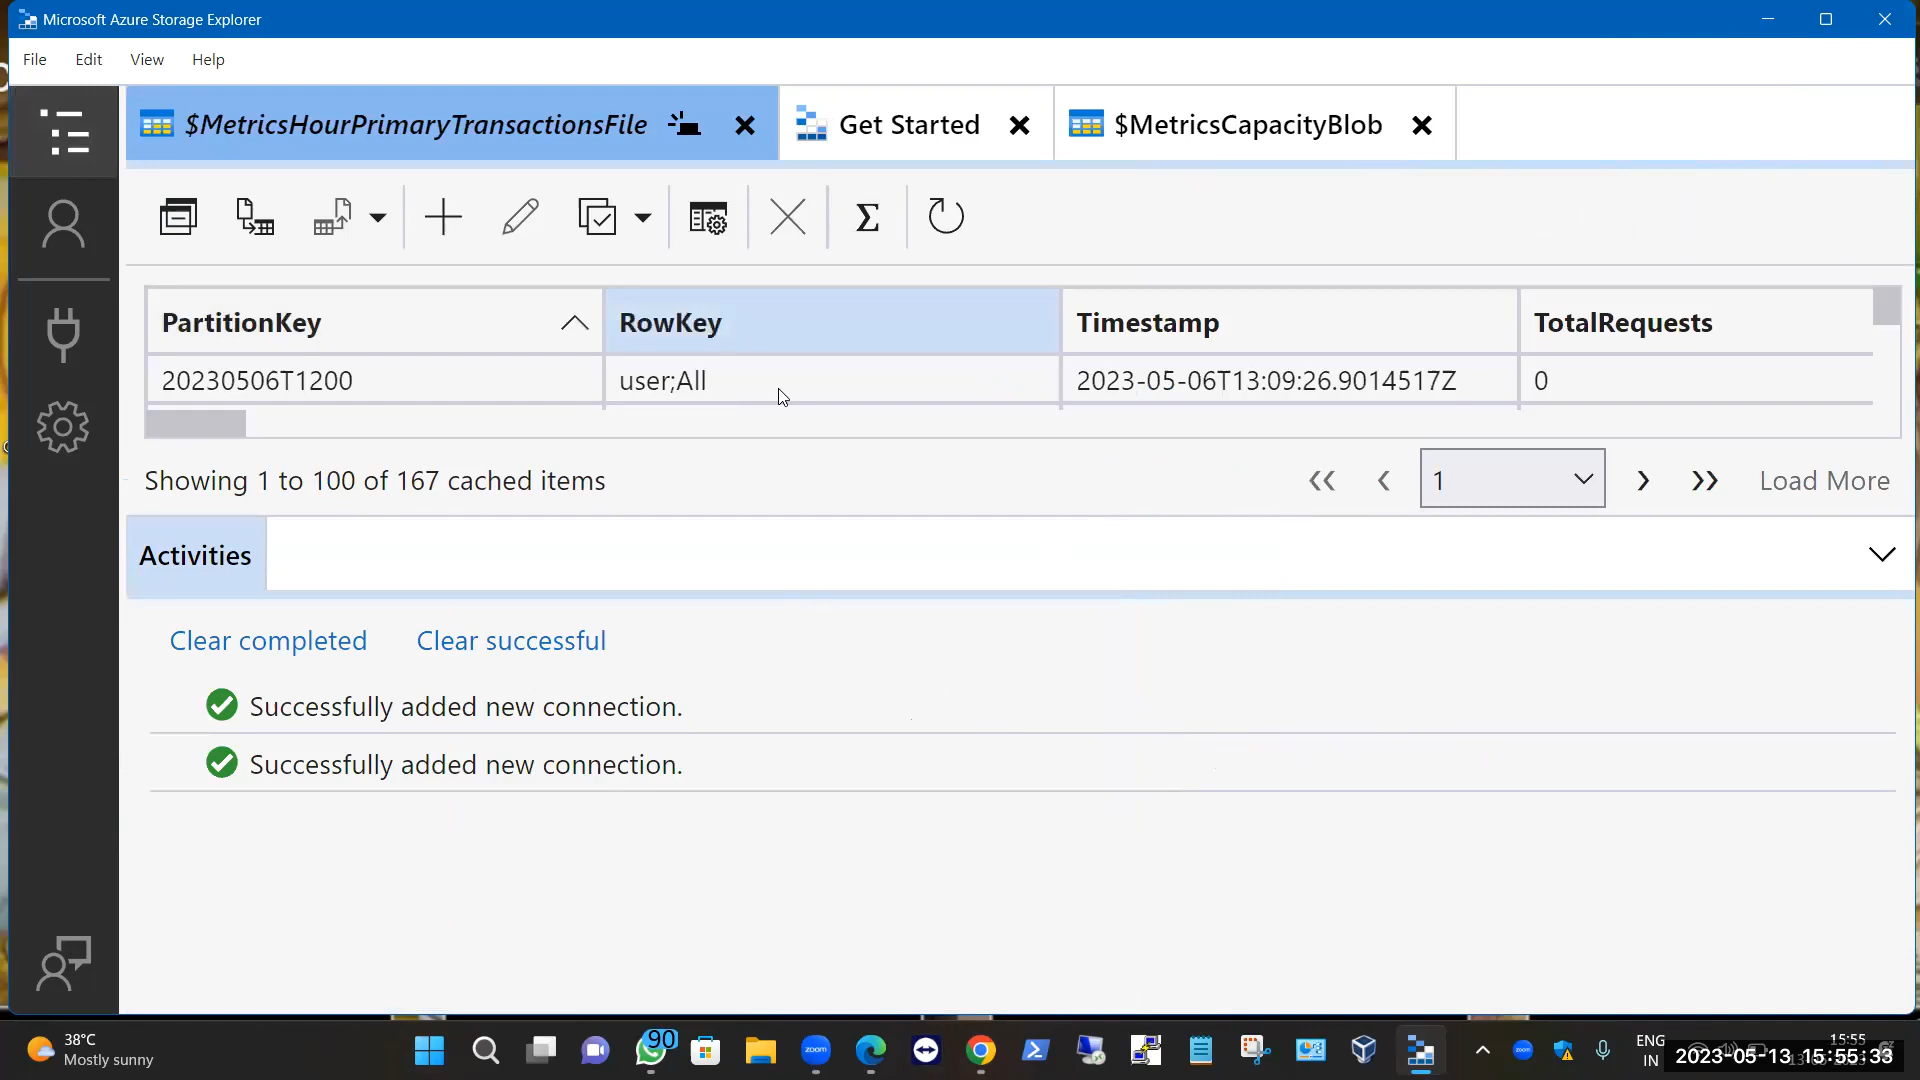 Microsoft Azure Storage Explorer
File Edit View Help
$MetricsHourPrimaryTransactionsFile Get Started $MetricsCapacityBlob
PartitionKey RowKey Timestamp TotalRequests
20230506T1200 user;All 2023-05-06T13:09:26.9014517Z 0
Showing 1 to 100 of 167 cached items 1 Load More
Activities
Clear completed Clear successful
Successfully added new connection.
Successfully added new connection.
38°C
Mostly sunny
90
zoom
ENG
IN
15:55
2023-05-13 15:55:33